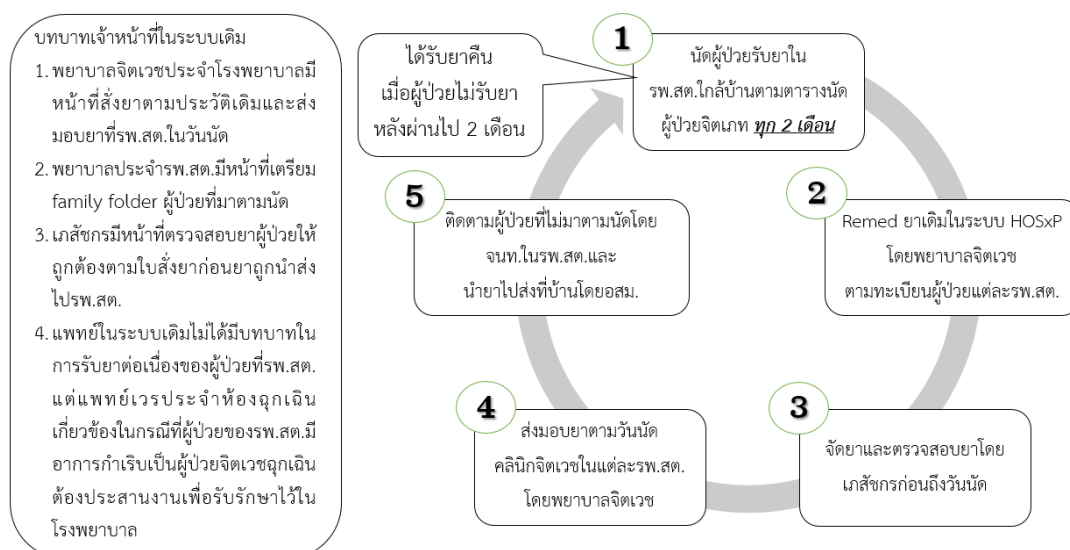 บทบาทเจ้าหน้าที่ในระบบเดิม
1. พยาบาลจิตเวชประจำโรงพยาบาลมี
หน้าที่สั่งยาตามประวัติเดิมและส่ง
มอบยาที่รพ.สต.ในวันนัด
2. พยาบาลประจำรพ.สต.มีหน้าที่เตรียม
family folder ผู้ป่วยที่มาตามนัด
3. เภสัชกรมีหน้าที่ตรวจสอบยาผู้ป่วยให้
ถูกต้องตามใบสั่งยาก่อนยาถูกนำส่ง
ไปรพ.สต.
4. แพทย์ในระบบเดิมไม่ได้มีบทบาทใน
การรับยาต่อเนื่องของผู้ป่วยที่รพ.สต.
แต่แพทย์เวรประจำห้องฉุกเฉิน
เกี่ยวข้องในกรณีที่ผู้ป่วยของรพ.สต.มี
อาการกำเริบเป็นผู้ป่วยจิตเวชฉุกเฉิน
ต้องประสานงานเพื่อรับรักษาไว้ใน
โรงพยาบาล
ได้รับยาคืน
เมื่อผู้ป่วยไม่รับยา
หลังผ่านไป 2 เดือน
1
นัดผู้ป่วยรับยาใน
รพ.สต.ใกล้บ้านตามตารางนัด
ผู้ป่วยจิตเภท ทุก 2 เดือน
2
Remed ยาเดิมในระบบ HOSxP
โดยพยาบาลจิตเวช
ตามทะเบียนผู้ป่วยแต่ละรพ.สต.
3
จัดยาและตรวจสอบยาโดย
เภสัชกรก่อนถึงวันนัด
4
ส่งมอบยาตามวันนัด
คลินิกจิตเวชในแต่ละรพ.สต.
โดยพยาบาลจิตเวช
5
ติดตามผู้ป่วยที่ไม่มาตามนัดโดย
จนท.ในรพ.สต.และ
นำยาไปส่งที่บ้านโดยอสม.